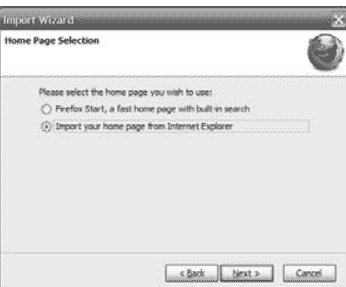 Import Wizard
Home Page Selection
Please select the home page you wish to use:
Firefox Start, a fast home page with built-in search
Import your home page from Internet Explorer
< Back Next > Cancel